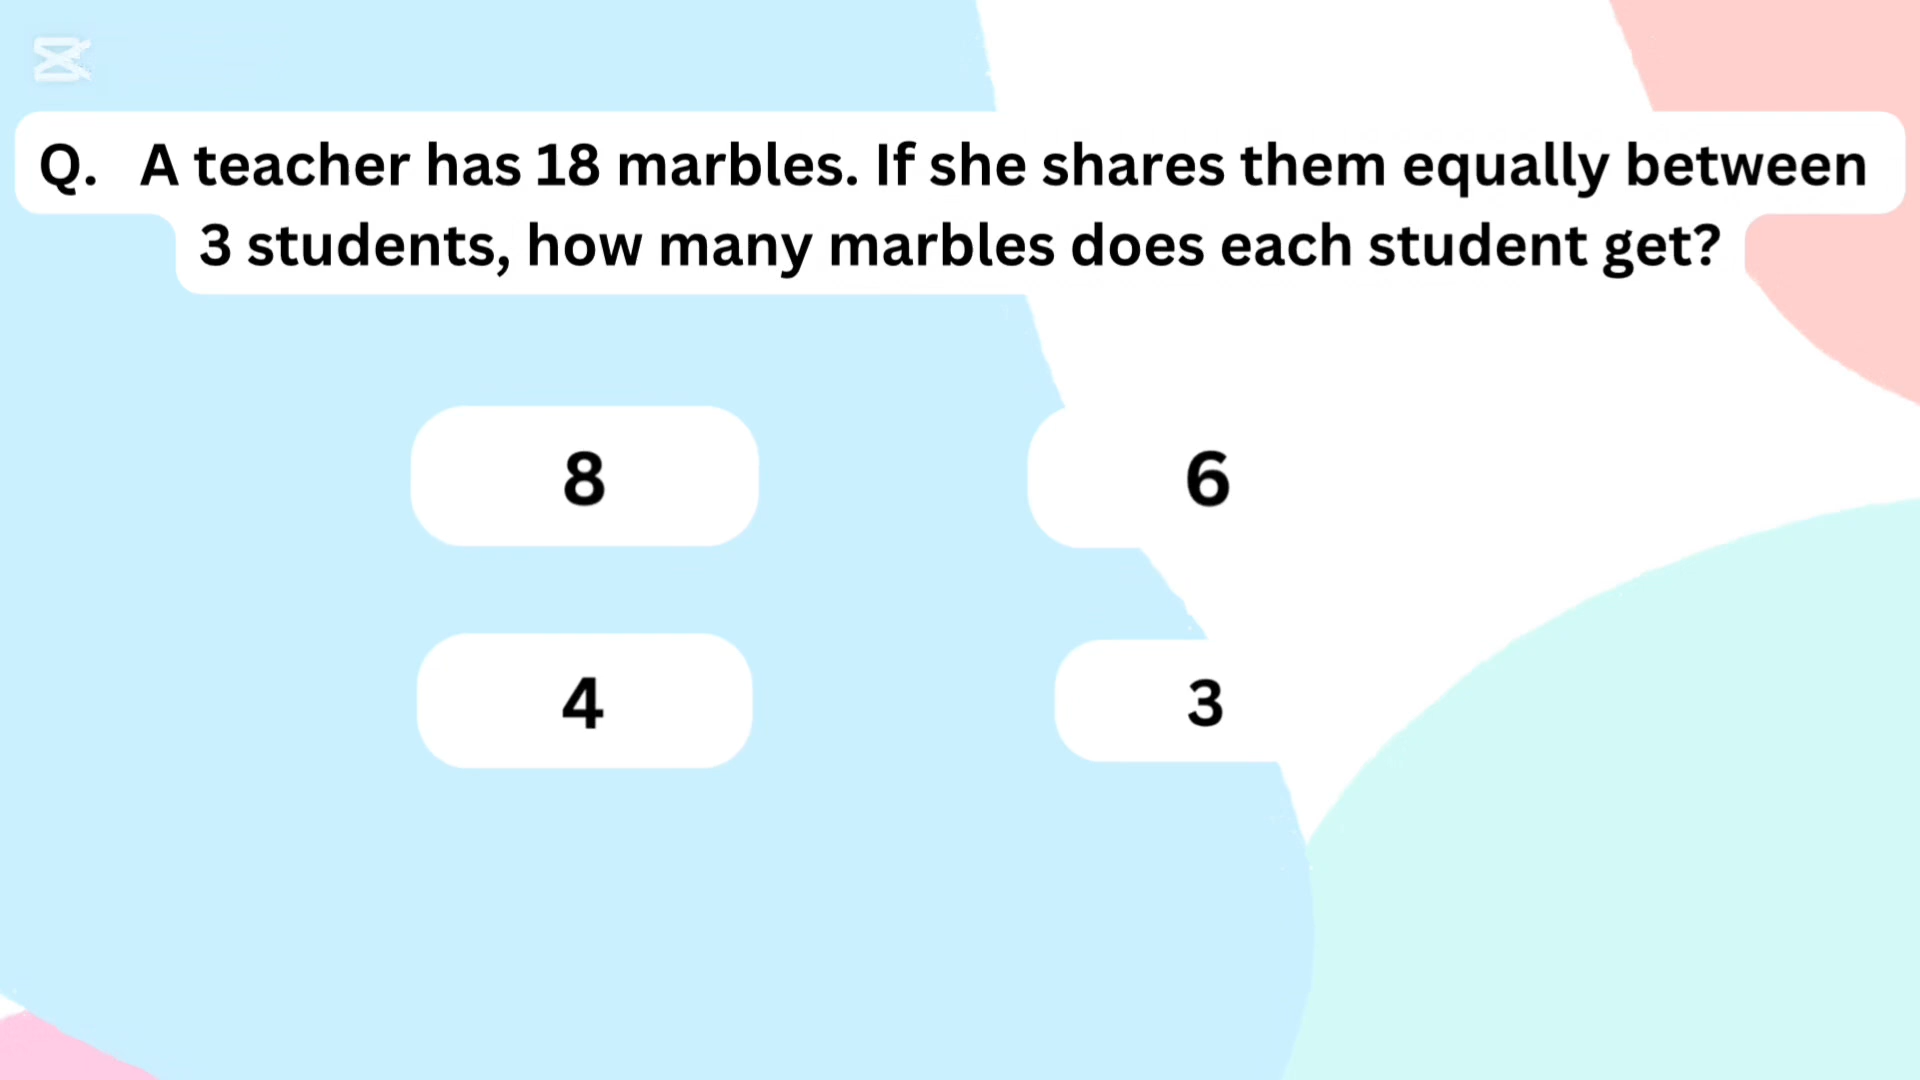 Q. A teacher has 18 marbles. If she shares them equally between
3 students, how many marbles does each student get?
8
6
4
3